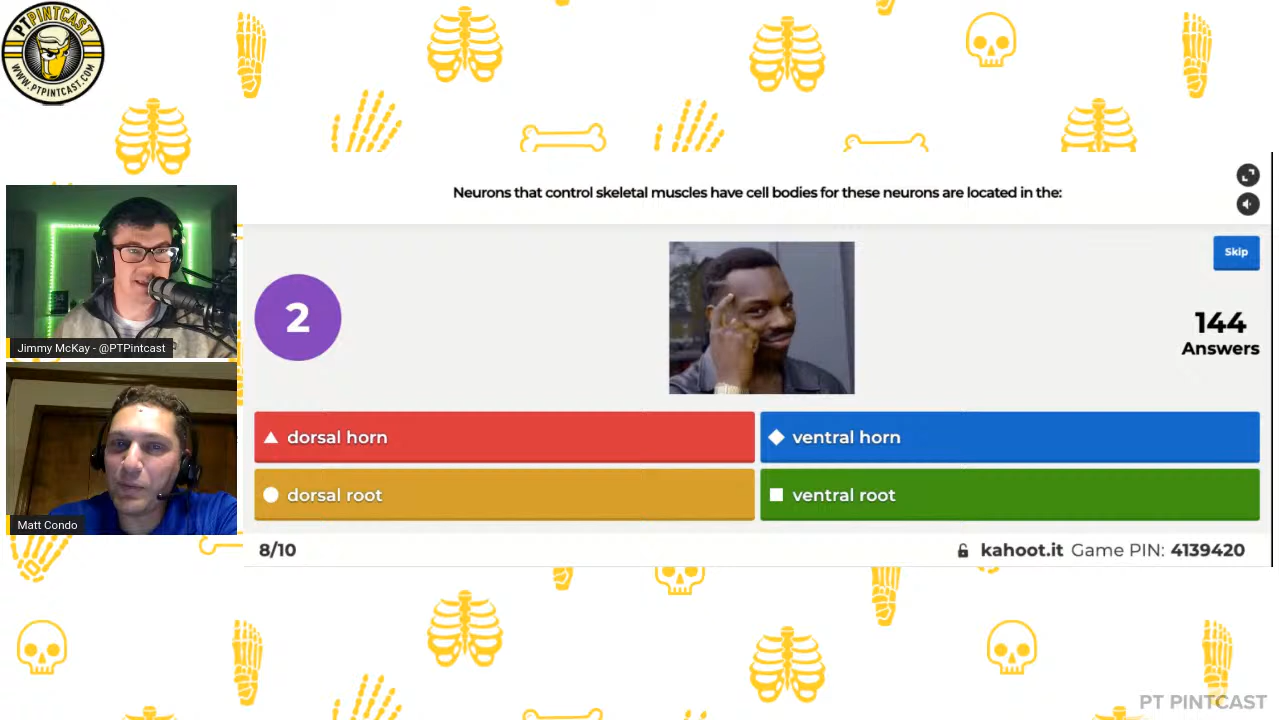 PTPINTCAST
WWW.PTPINTCAST.COM
Neurons that control skeletal muscles have cell bodies for these neurons are located in the:
Skip
2
144
Answers
Jimmy McKay - @PTPintcast
dorsal horn
ventral horn
dorsal root
ventral root
Matt Condo
8/10
kahoot.it Game PIN: 4139420
PT PINTCAST